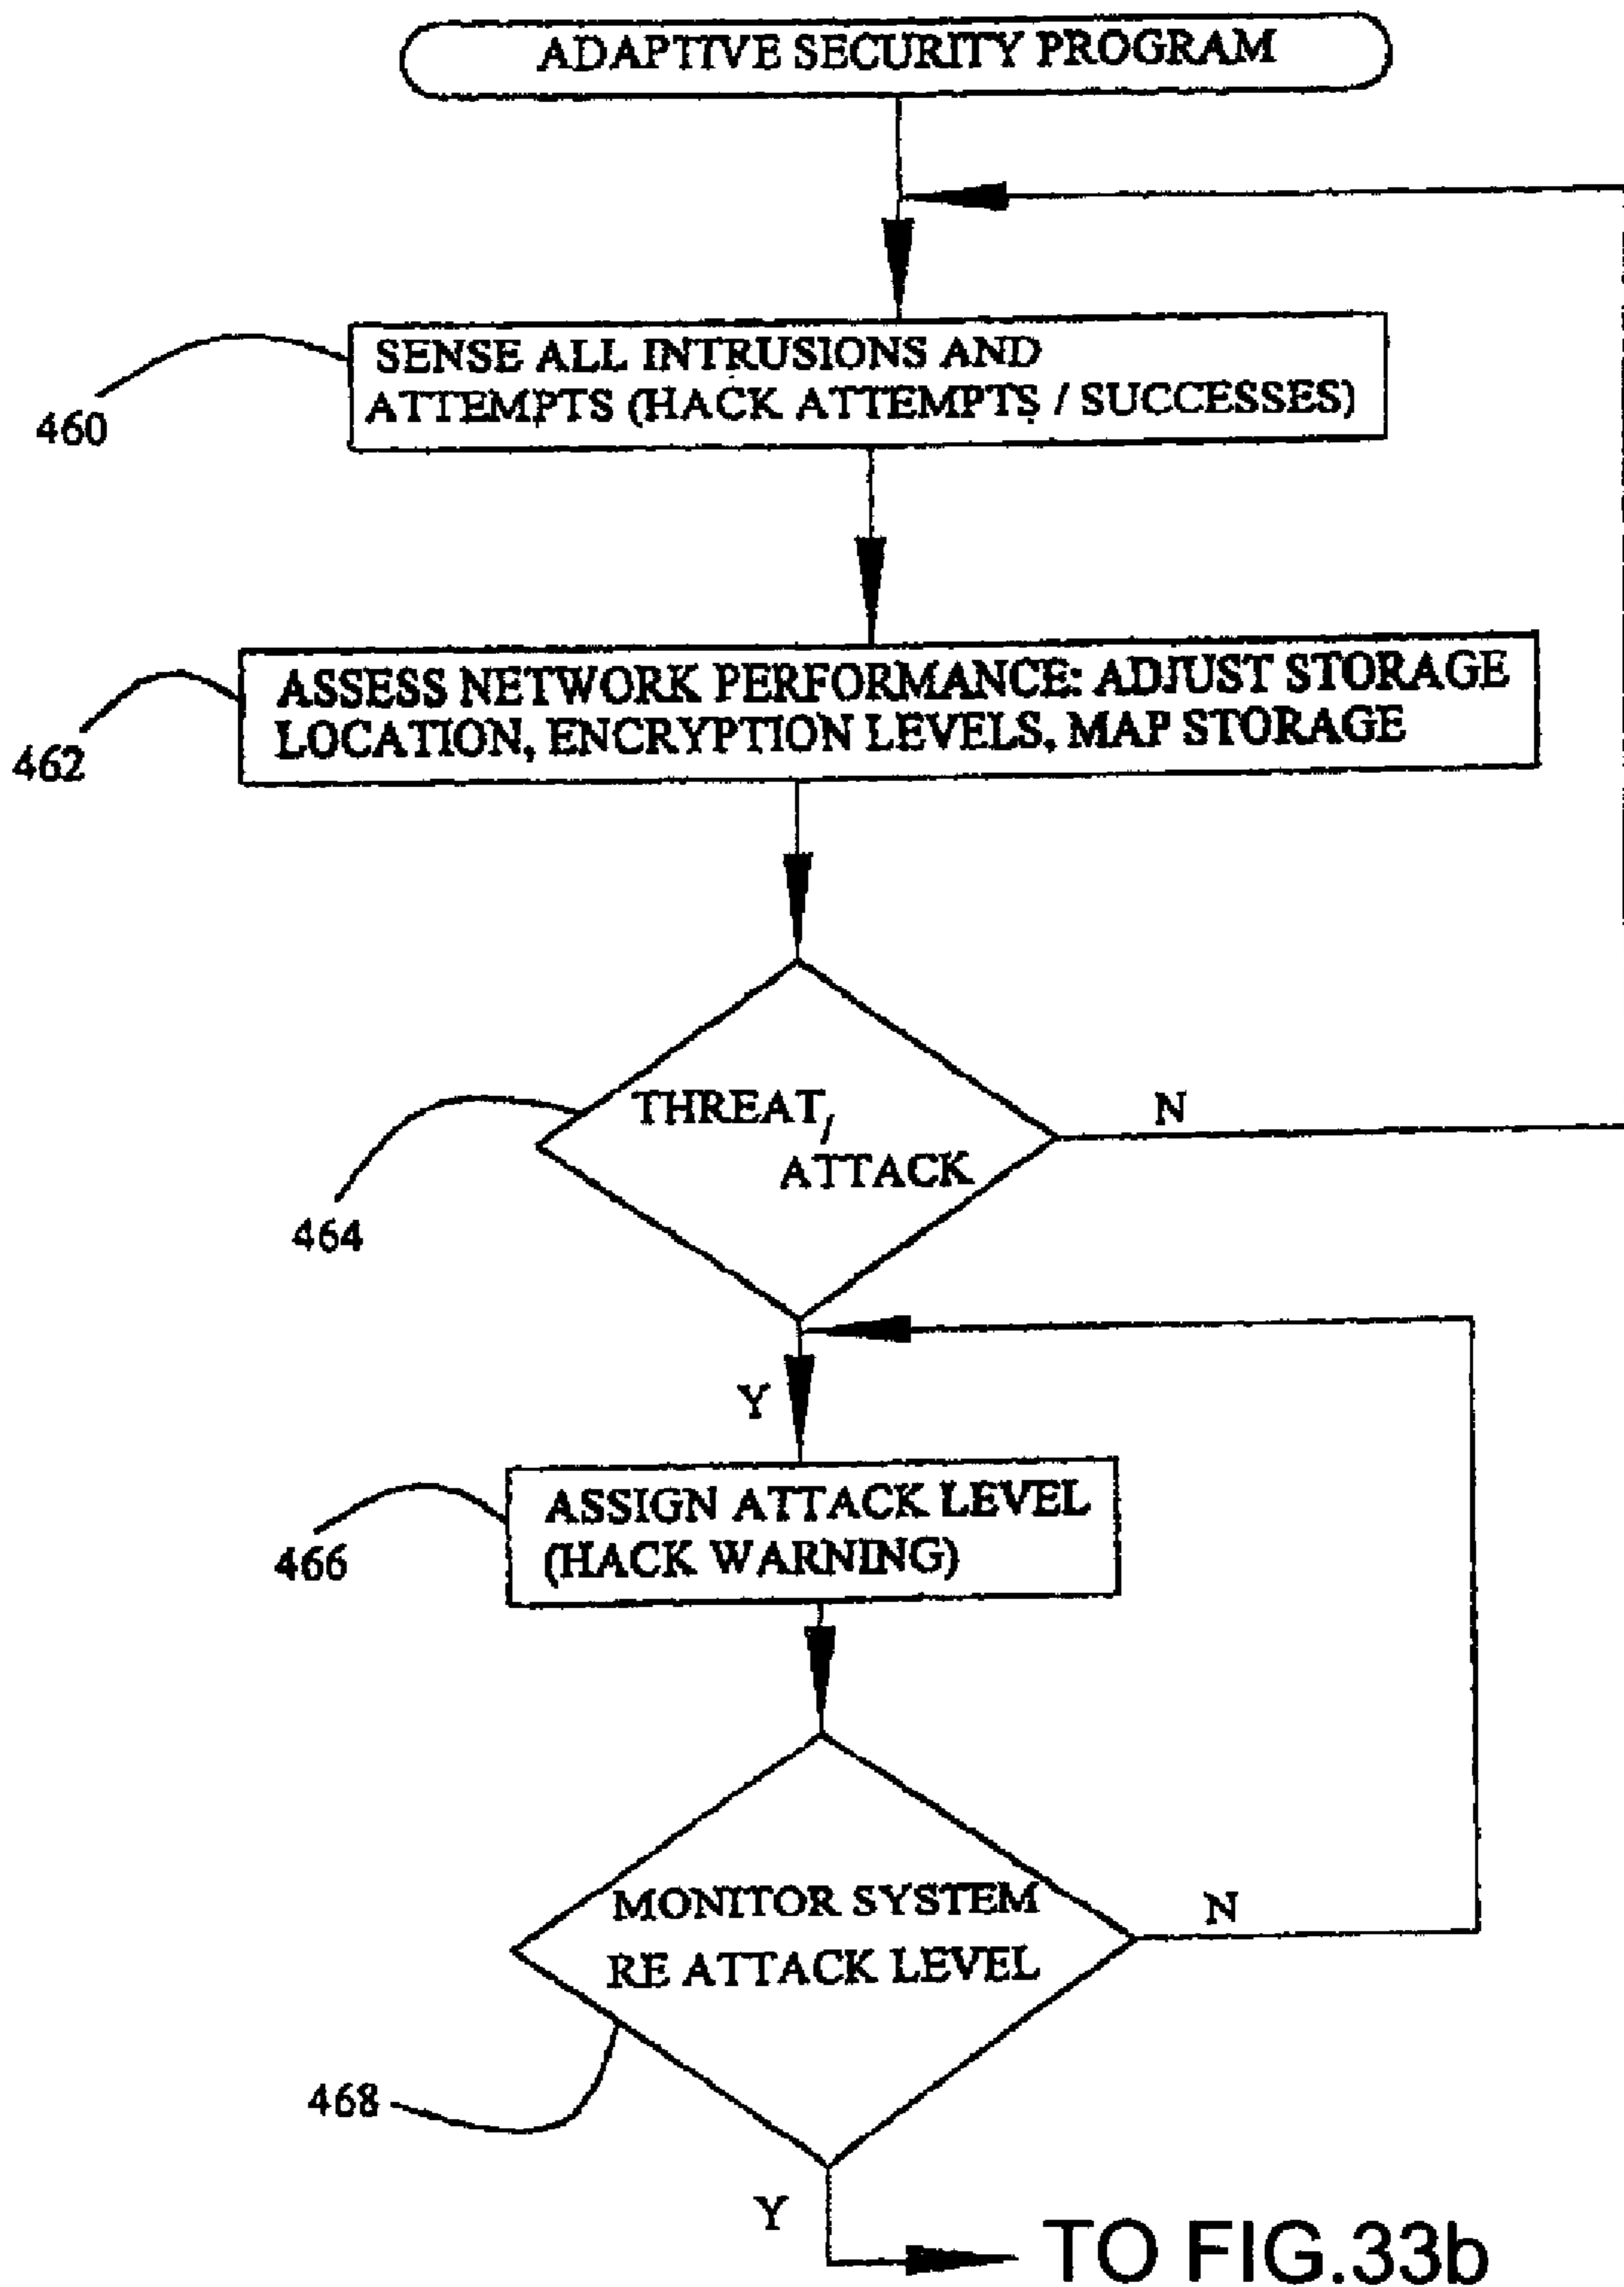 ADAPTIVE SECURITY PROGRAM
SENSE ALL INTRUSIONS AND
ATTEMPTS (HACK ATTEMPTS / SUCCESSES)
460
ASSESS NETWORK PERFORMANCE: ADJUST STORAGE
LOCATION, ENCRYPTION LEVELS, MAP STORAGE
462
THREAT/
ATTACK
N
464
Y
ASSIGN ATTACK LEVEL
(HACK WARNING)
466
MONITOR SYSTEM
RE ATTACK LEVEL
N
468
Y
TO FIG.33b